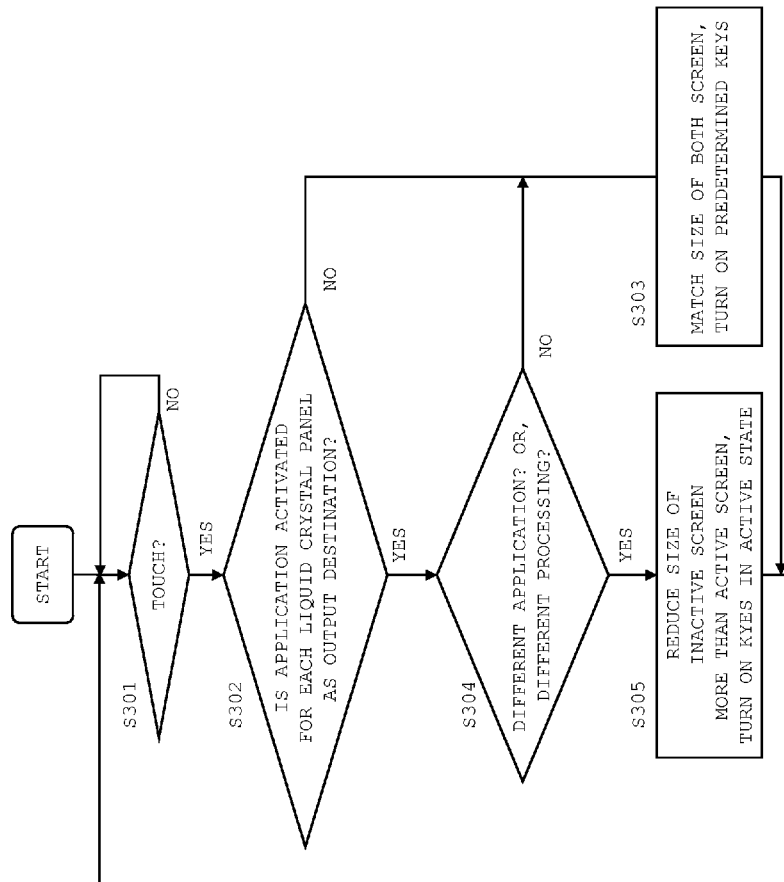 START
S301
TOUCH?
NO
YES
S302
IS APPLICATION ACTIVATED
FOR EACH LIQUID CRYSTAL PANEL
AS OUTPUT DESTINATION?
NO
YES
S304
DIFFERENT APPLICATION? OR,
DIFFERENT PROCESSING?
NO
YES
S305
REDUCE SIZE OF
INACTIVE SCREEN
MORE THAN ACTIVE SCREEN,
TURN ON KYES IN ACTIVE STATE
S303
MATCH SIZE OF BOTH SCREEN,
TURN ON PREDETERMINED KEYS